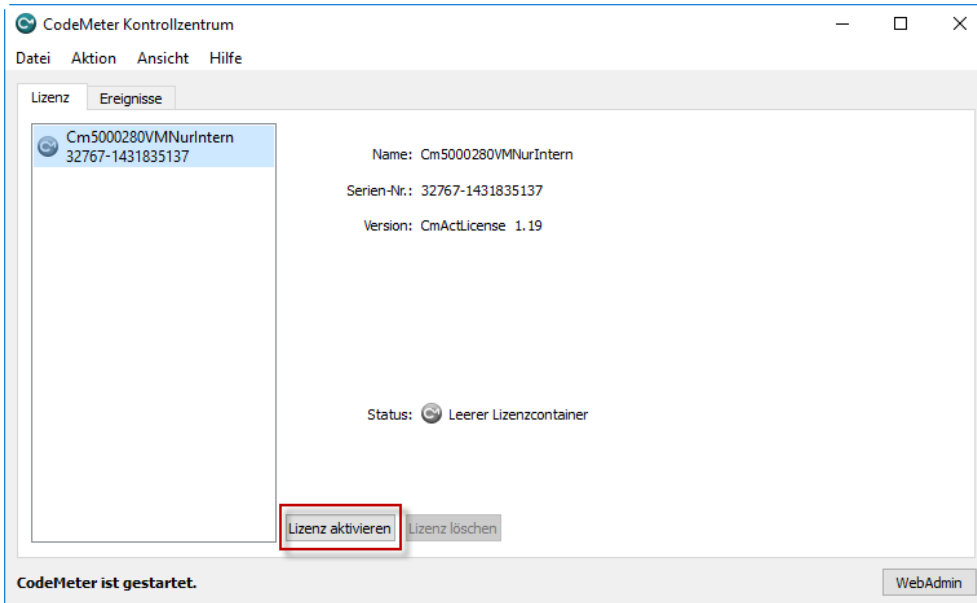 CodeMeter Kontrollzentrum
Datei Aktion Ansicht Hilfe
Lizenz Ereignisse
Cm5000280VMNurIntern
32767-1431835137
Name: Cm5000280VMNurIntern
Serien-Nr.: 32767-1431835137
Version: CmActLicense 1.19
Status: Leerer Lizenzcontainer
Lizenz aktivieren Lizenz löschen
CodeMeter ist gestartet. WebAdmin